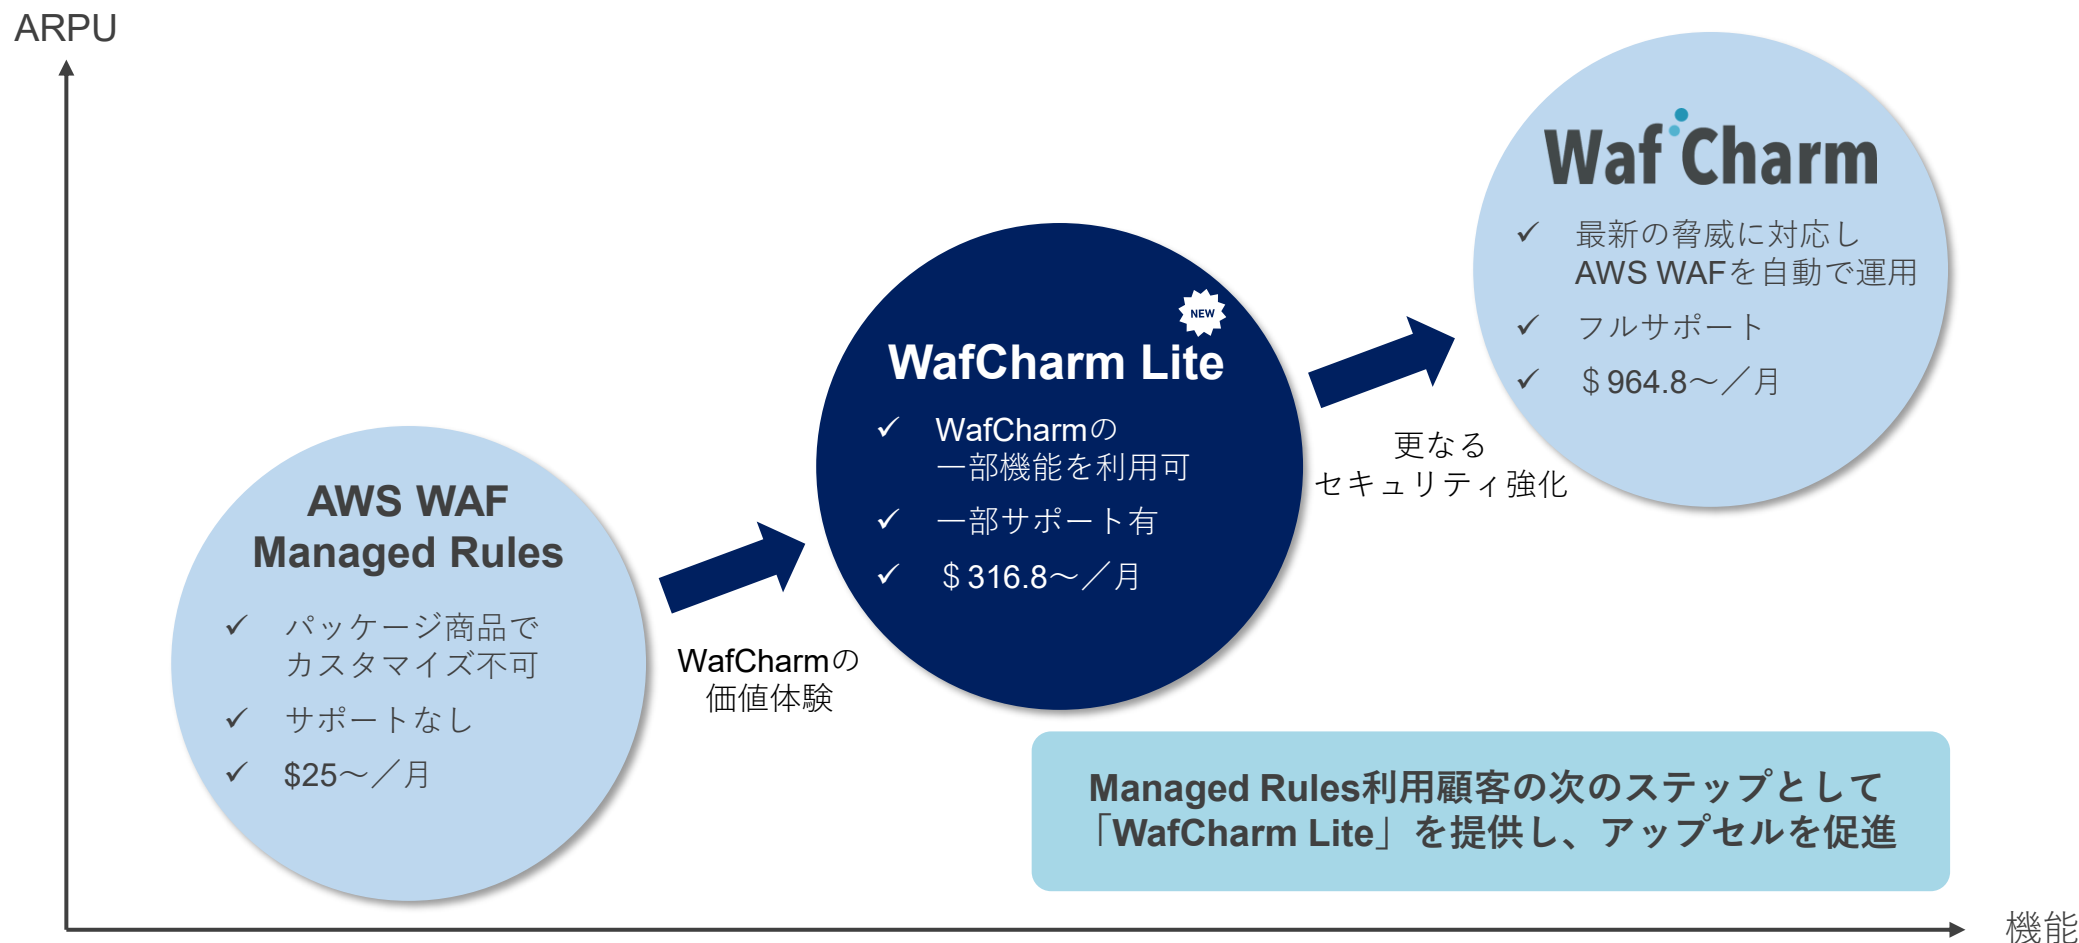 ARPU
Waf Charm
最新の脅威に対応し
AWS WAFを自動で運用
フルサポート
＄964.8～／月
NEW
WafCharm Lite
WafCharmの
一部機能を利用可
一部サポート有
＄316.8～／月
更なる
セキュリティ強化
AWS WAF
Managed Rules
パッケージ商品で
カスタマイズ不可
サポートなし
$25～／月
WafCharmの
価値体験
Managed Rules利用顧客の次のステップとして
「WafCharm Lite」を提供し、アップセルを促進
機能